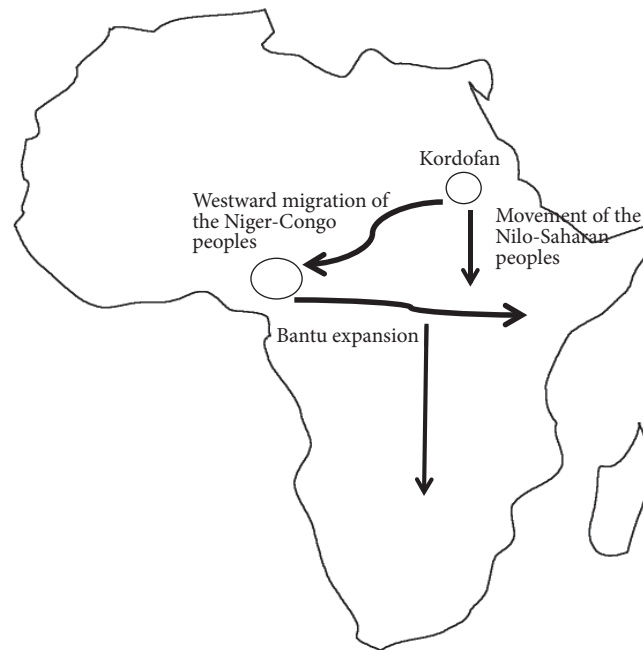 Kordofan
Westward migration of
the Niger-Congo
peoples
Movement of the
Nilo-Saharan
peoples
Bantu expansion